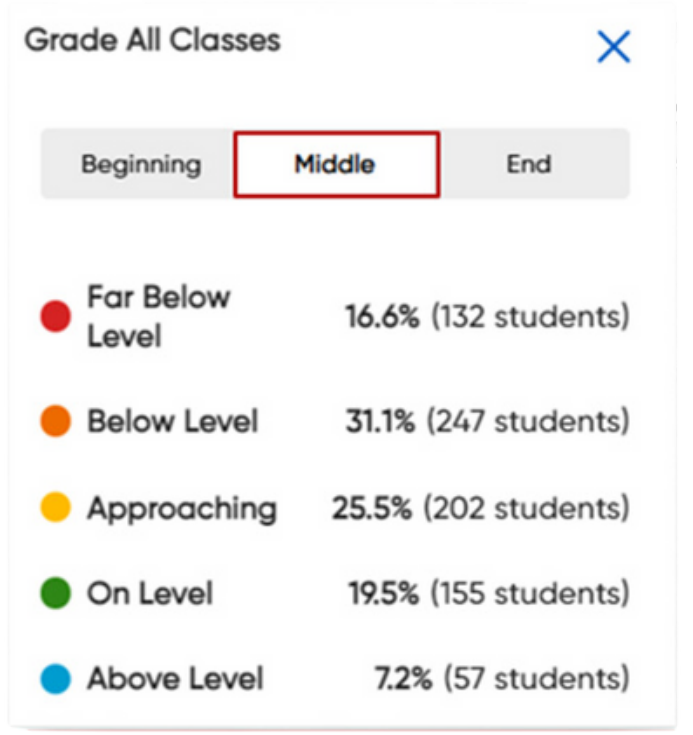 Grade All Classes
Beginning Middle End
Far Below
Level
16.6% (132 students)
Below Level 31.1% (247 students)
Approaching 25.5% (202 students)
On Level 19.5% (155 students)
Above Level 7.2% (57 students)